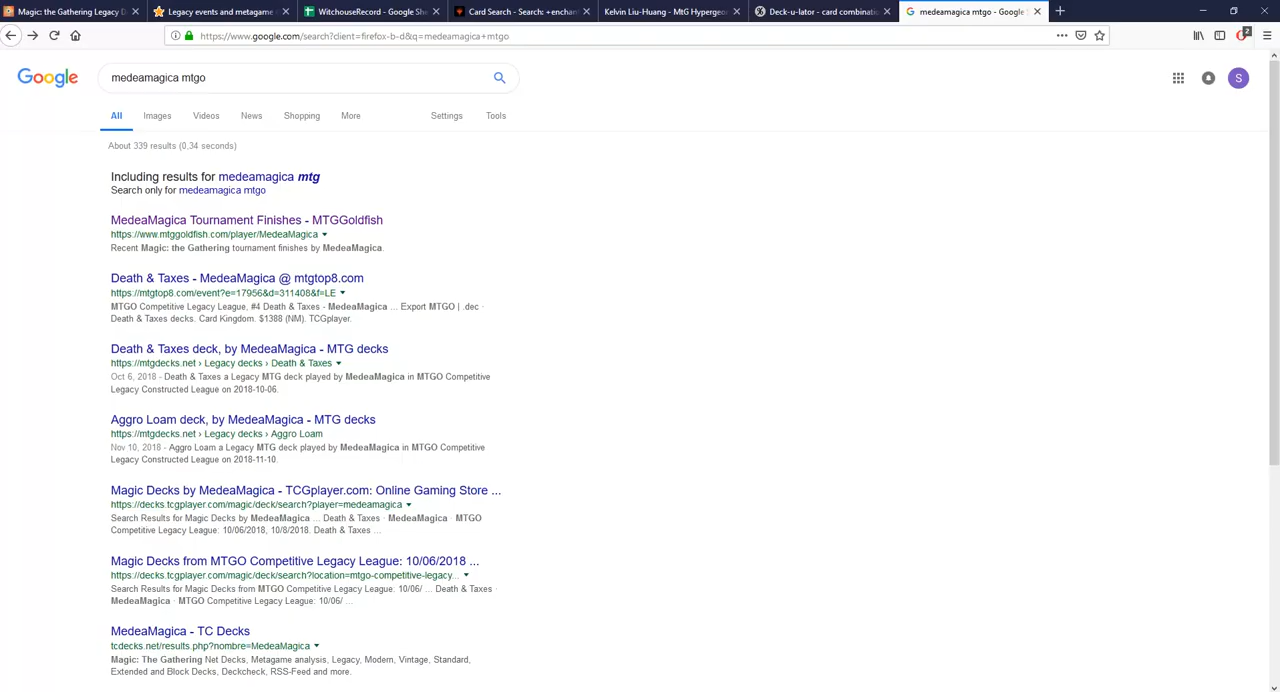 Magic: the Gathering Legacy D
Legacy events and metagame
WitchouseRecord - Google She
Card Search - Search: +enchant
Kelvin Liu-Huang - MtG Hypergeo
Deck-u-lator - card combinatio
medeamagica mtgo - Google S
https://www.google.com/search?client=firefox-b-d&q=medeamagica+mtgo
2
Google
medeamagica mtgo
S
All
Images
Videos
News
Shopping
More
Settings
Tools
About 339 results (0,34 seconds)
Including results for medeamagica mtg
Search only for medeamagica mtgo
MedeaMagica Tournament Finishes - MTGGoldfish
https://www.mtggoldfish.com/player/MedeaMagica
Recent Magic: the Gathering tournament finishes by MedeaMagica.
Death & Taxes - MedeaMagica @ mtgtop8.com
https://mtgtop8.com/event?e=17956&d=311408&f=LE
MTGO Competitive Legacy League, #4 Death & Taxes - MedeaMagica ... Export MTGO | .dec ·
Death & Taxes decks. Card Kingdom. $1388 (NM). TCGplayer.
Death & Taxes deck, by MedeaMagica - MTG decks
https://mtgdecks.net › Legacy decks › Death & Taxes
Oct 6, 2018 - Death & Taxes a Legacy MTG deck played by MedeaMagica in MTGO Competitive
Legacy Constructed League on 2018-10-06.
Aggro Loam deck, by MedeaMagica - MTG decks
https://mtgdecks.net › Legacy decks › Aggro Loam
Nov 10, 2018 - Aggro Loam a Legacy MTG deck played by MedeaMagica in MTGO Competitive
Legacy Constructed League on 2018-11-10.
Magic Decks by MedeaMagica - TCGplayer.com: Online Gaming Store ...
https://decks.tcgplayer.com/magic/deck/search?player=medeamagica
Search Results for Magic Decks by MedeaMagica ... Death & Taxes · MedeaMagica · MTGO
Competitive Legacy League: 10/06/2018, 10/8/2018. Death & Taxes ...
Magic Decks from MTGO Competitive Legacy League: 10/06/2018 ...
https://decks.tcgplayer.com/magic/deck/search?location=mtgo-competitive-legacy...
Search Results for Magic Decks from MTGO Competitive Legacy League: 10/06/ ... Death & Taxes ·
MedeaMagica · MTGO Competitive Legacy League: 10/06/ ...
MedeaMagica - TC Decks
tcdecks.net/results.php?nombre=MedeaMagica
Magic: The Gathering Net Decks, Metagame analysis, Legacy, Modern, Vintage, Standard,
Extended and Block Decks, Deckcheck, RSS-Feed and more.